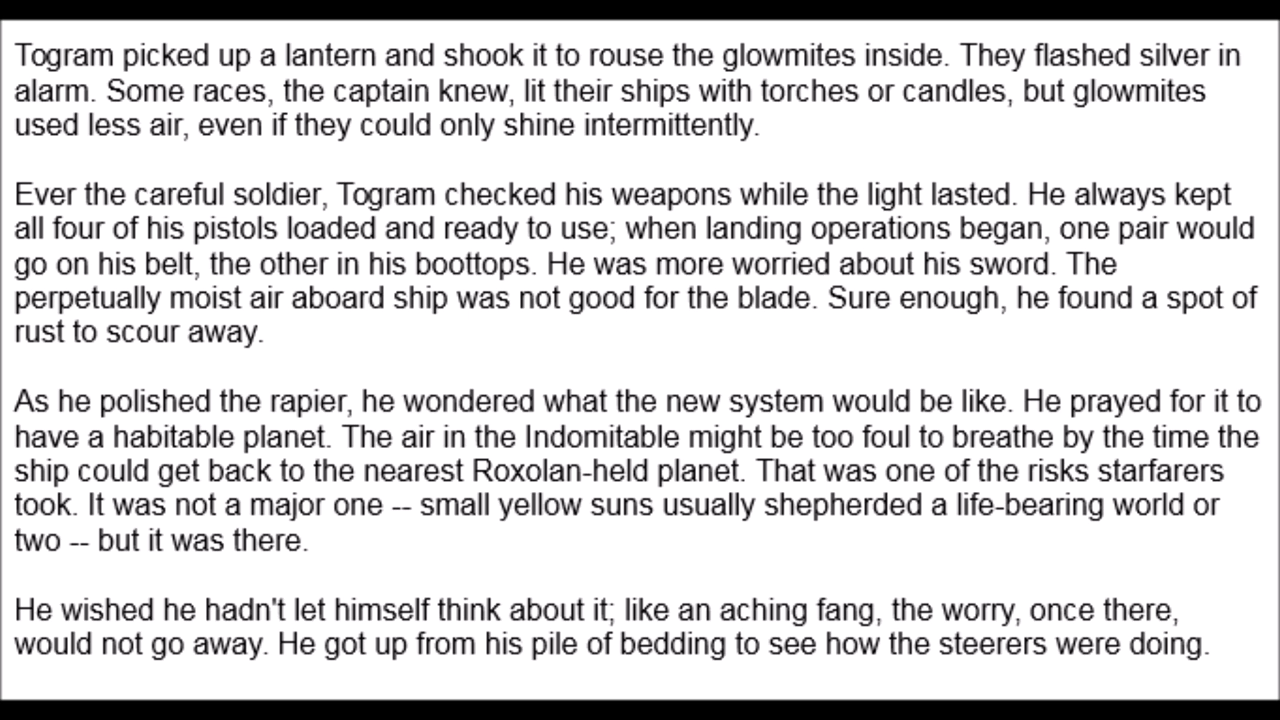 Togram picked up a lantern and shook it to rouse the glowmites inside. They flashed silver in
alarm. Some races, the captain knew, lit their ships with torches or candles, but glowmites
used less air, even if they could only shine intermittently.
Ever the careful soldier, Togram checked his weapons while the light lasted. He always kept
all four of his pistols loaded and ready to use; when landing operations began, one pair would
go on his belt, the other in his boottops. He was more worried about his sword. The
perpetually moist air aboard ship was not good for the blade. Sure enough, he found a spot of
rust to scour away.
As he polished the rapier, he wondered what the new system would be like. He prayed for it to
have a habitable planet. The air in the Indomitable might be too foul to breathe by the time the
ship could get back to the nearest Roxolan-held planet. That was one of the risks starfarers
took. It was not a major one -- small yellow suns usually shepherded a life-bearing world or
two -- but it was there.
He wished he hadn't let himself think about it; like an aching fang, the worry, once there,
would not go away. He got up from his pile of bedding to see how the steerers were doing.